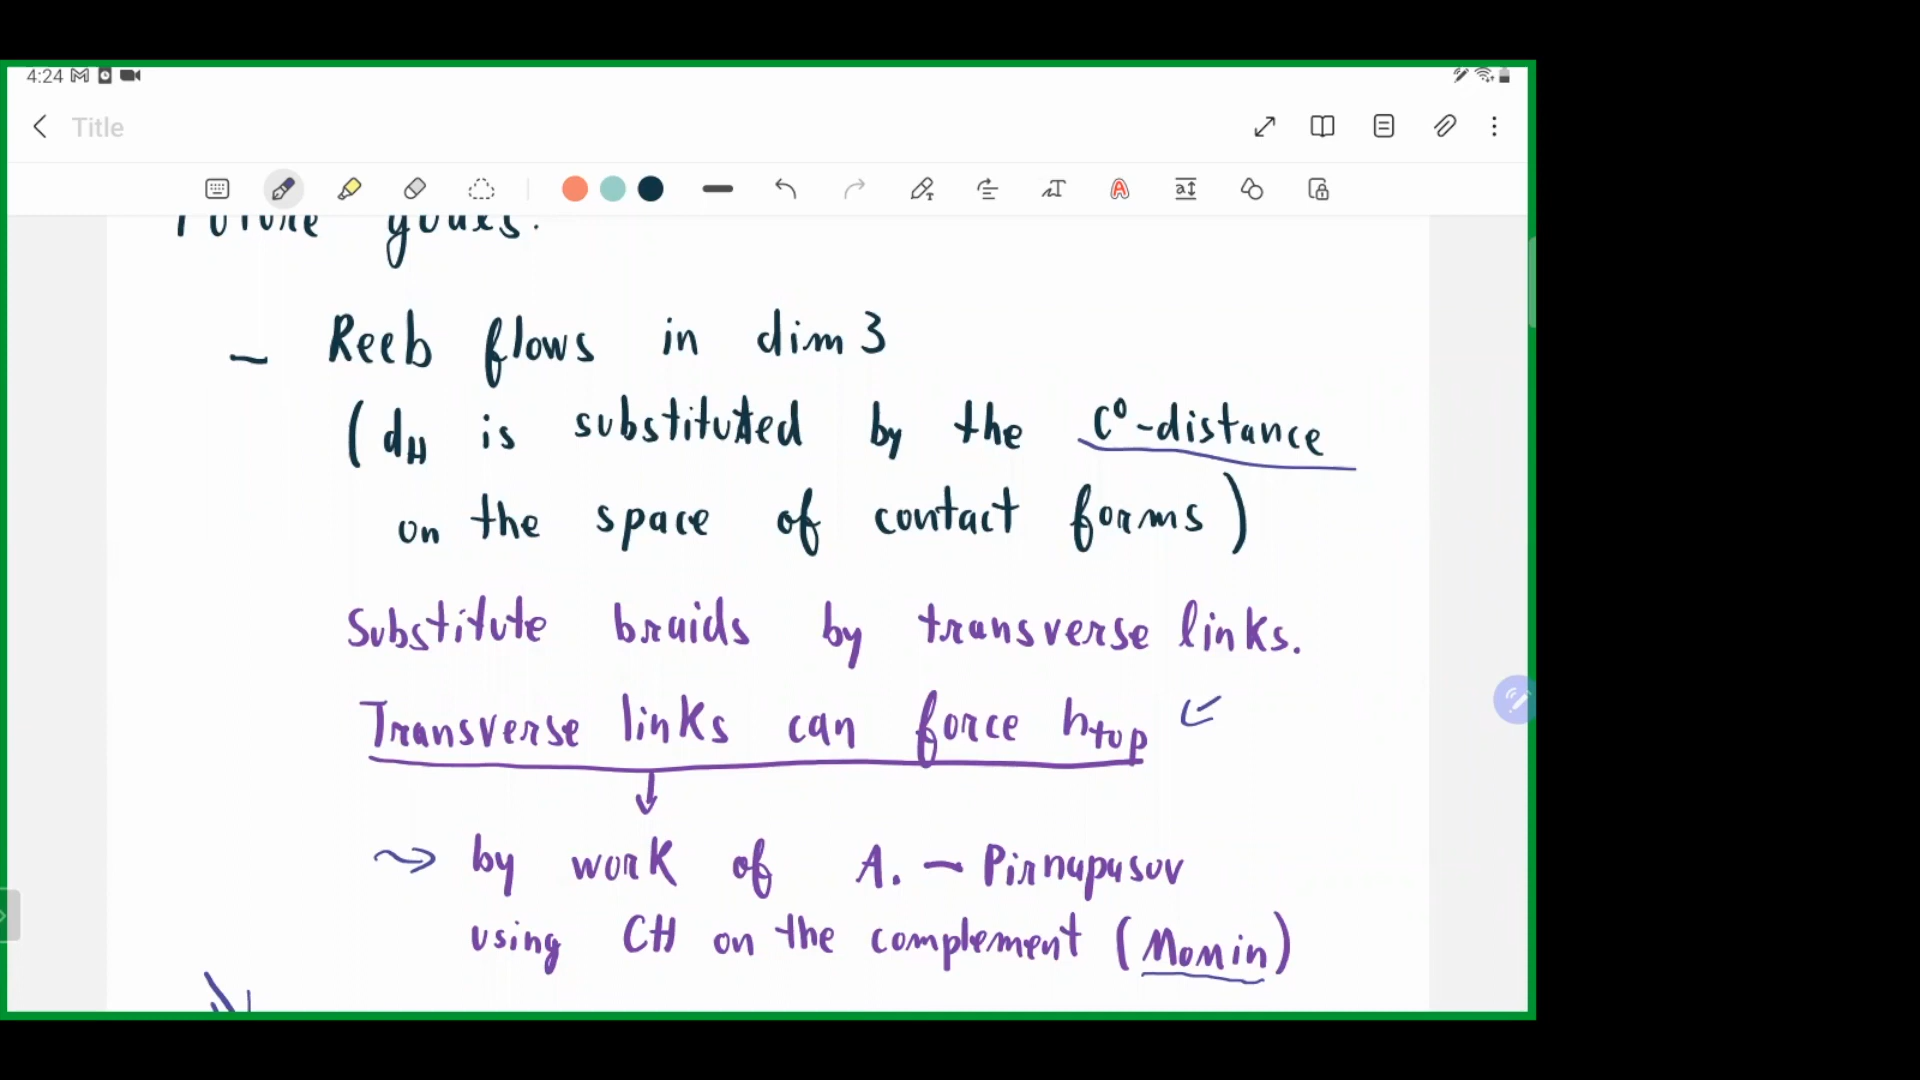 4:24
Title
Future goals:
– Reeb flows in dim 3
(d_H is substituted by the C⁰-distance
on the space of contact forms)
Substitute braids by transverse links.
Transverse links can force h_top
by work of A. – Pirnapasov
using CH on the complement (Momin)